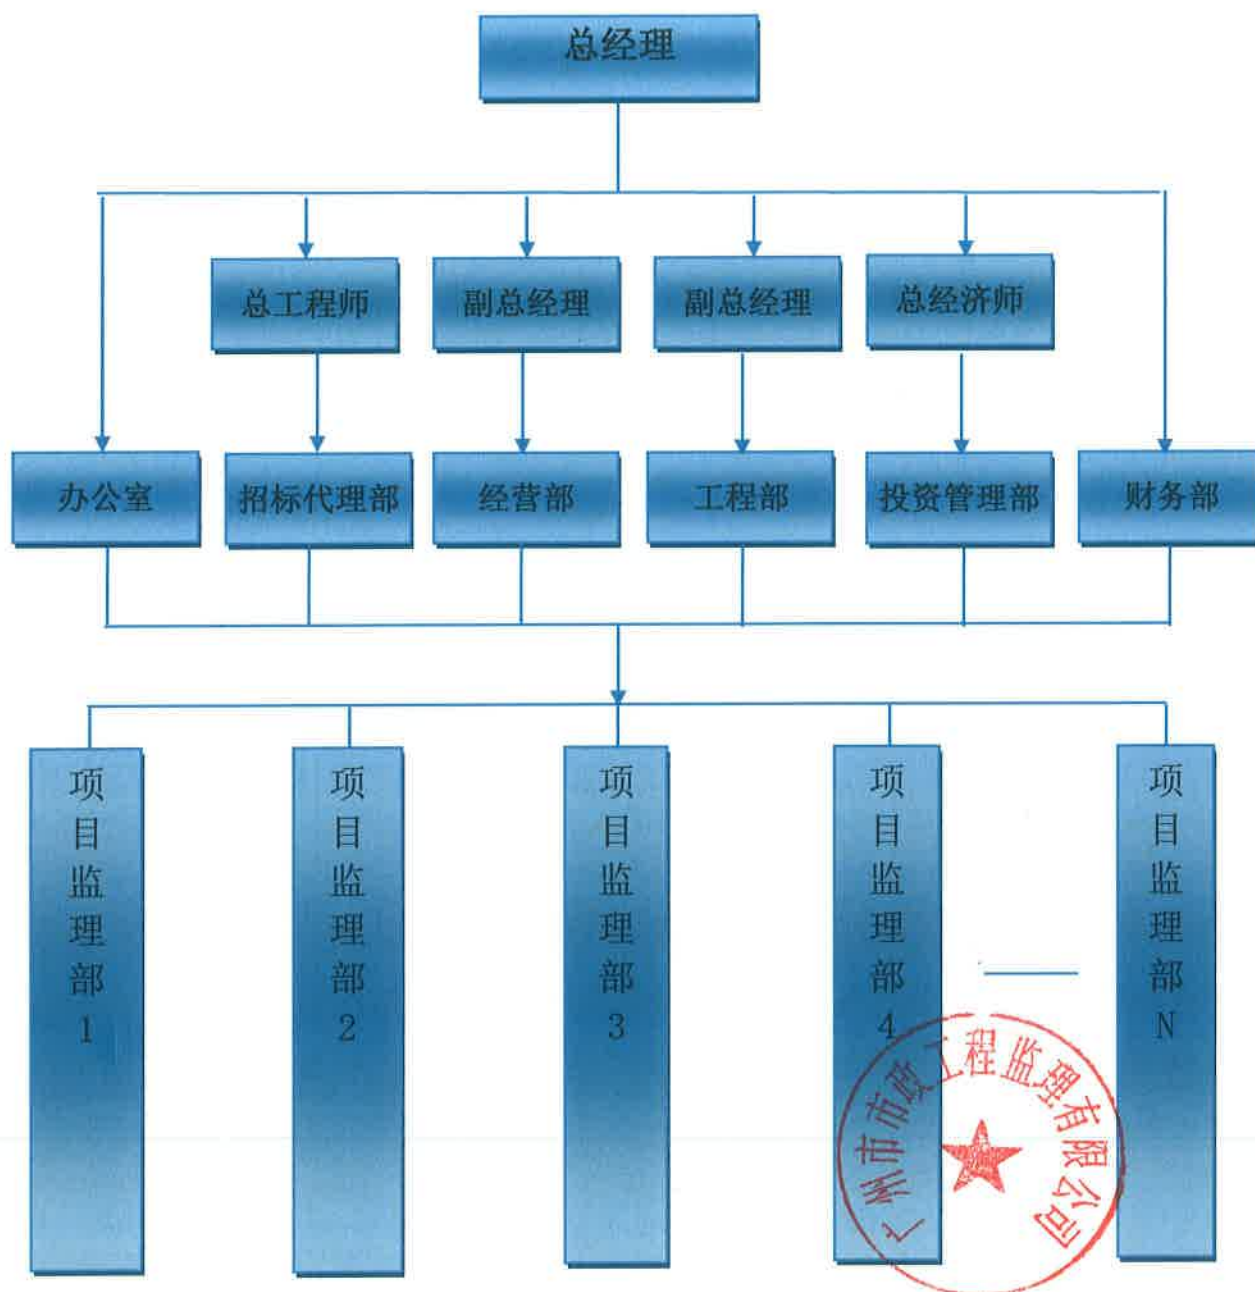 总经理
总工程师
副总经理
副总经理
总经济师
办公室
招标代理部
经营部
工程部
投资管理部
财务部
项目监理部1
项目监理部2
项目监理部3
项目监理部4
项目监理部N
广州市市政工程监理有限公司